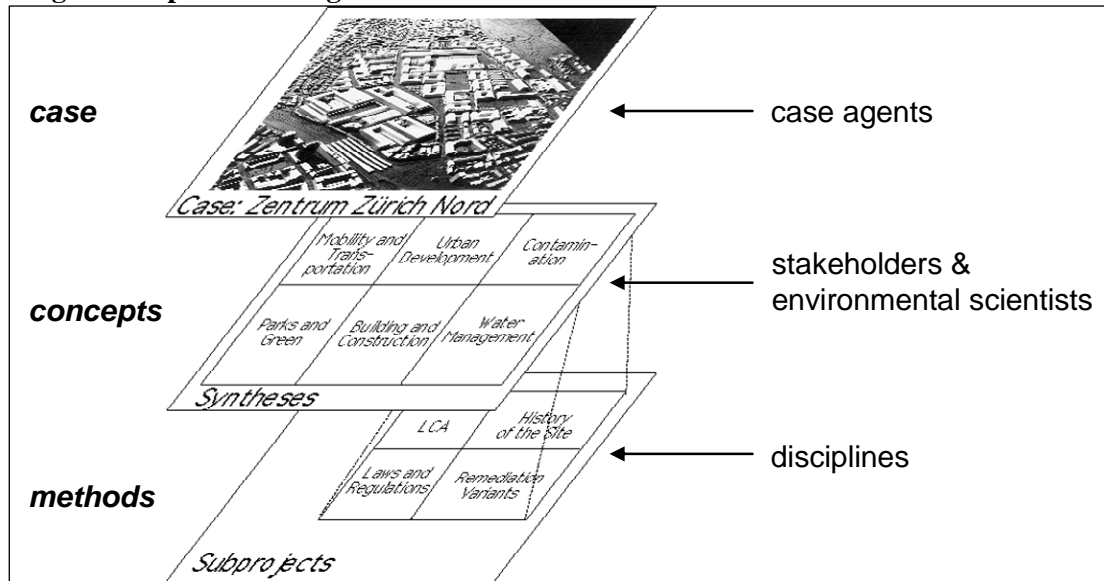 case
case agents
Case: Zentrum Zürich Nord
Mobility and
Trans-
portation
Urban
Development
Contamin-
ation
stakeholders &
environmental scientists
concepts
Parks and
Green
Building and
Construction
Water
Management
Syntheses
LCA
History
of the Site
disciplines
Laws and
Regulations
Remediation
Variants
methods
Subprojects